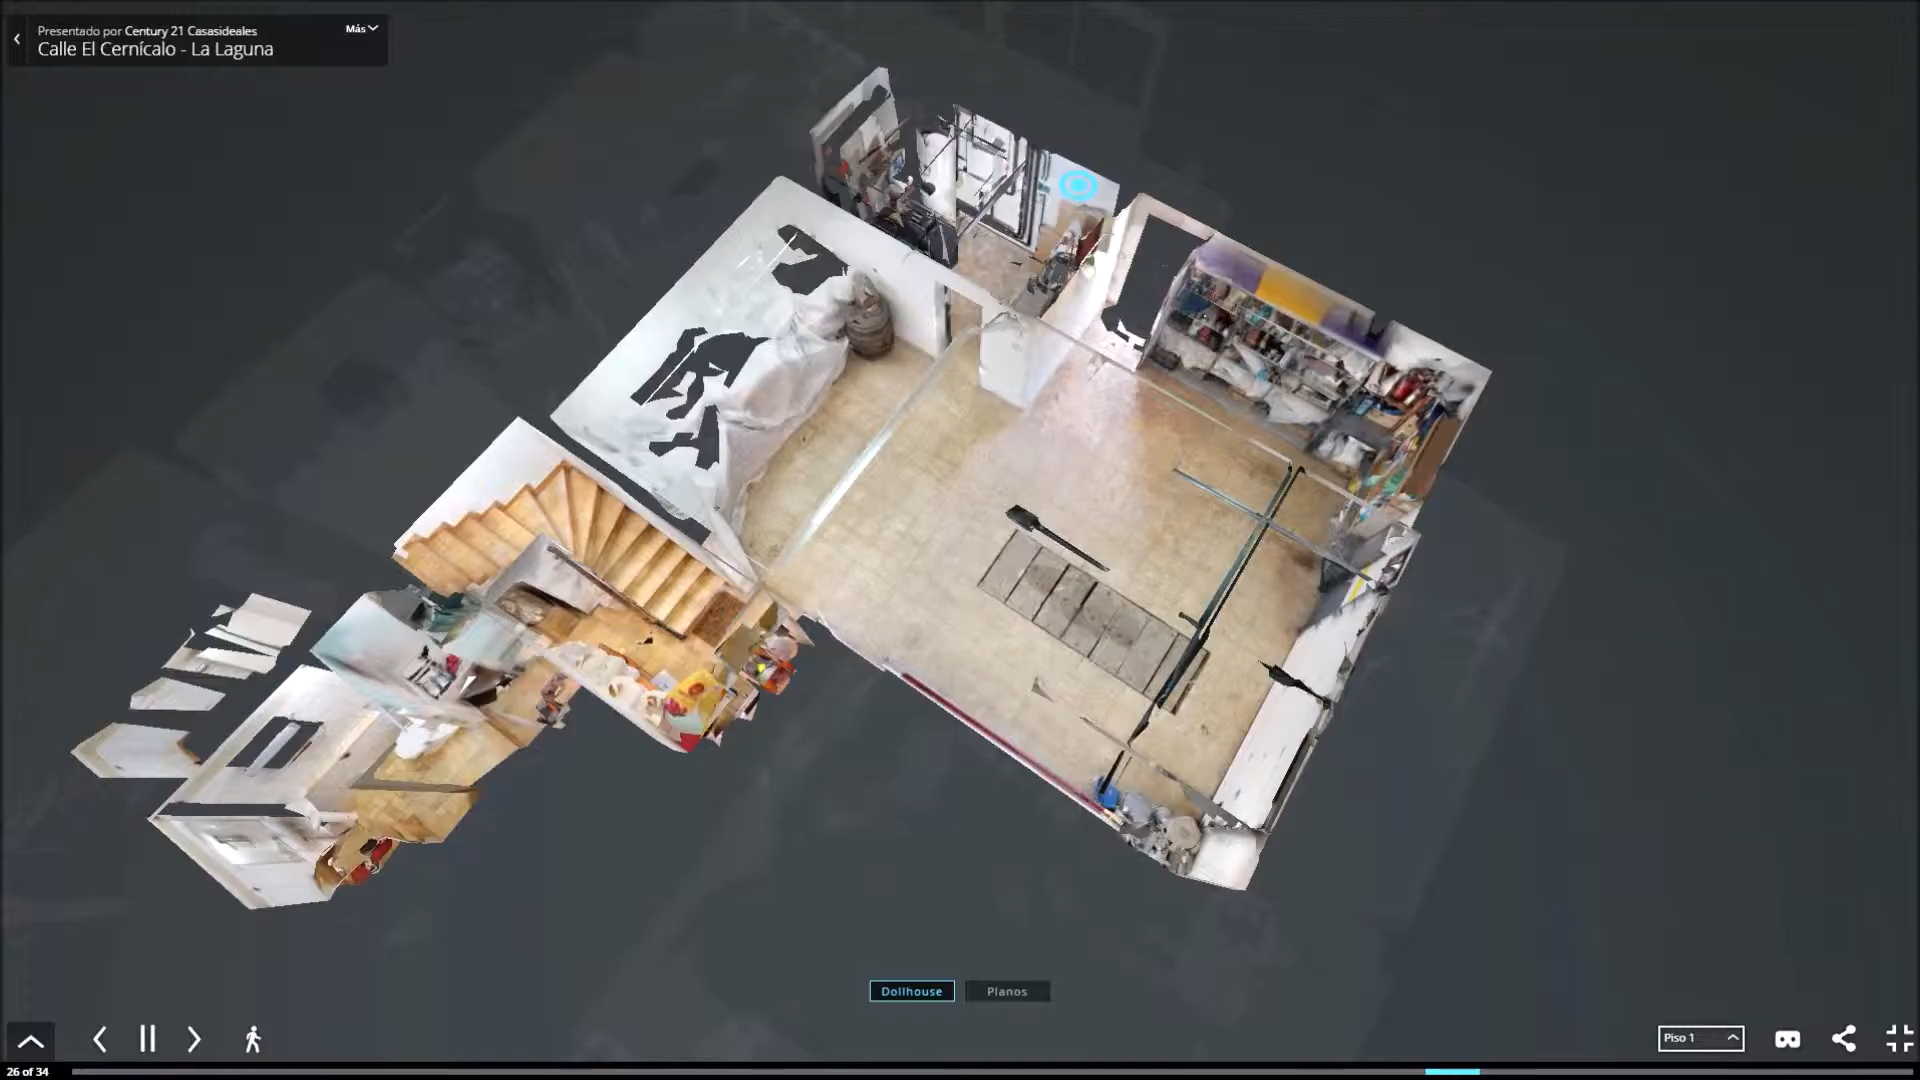 Presentado por Century 21 Casasideales
Más
Calle El Cernícalo - La Laguna
Dollhouse
Planos
Piso 1
26 of 34